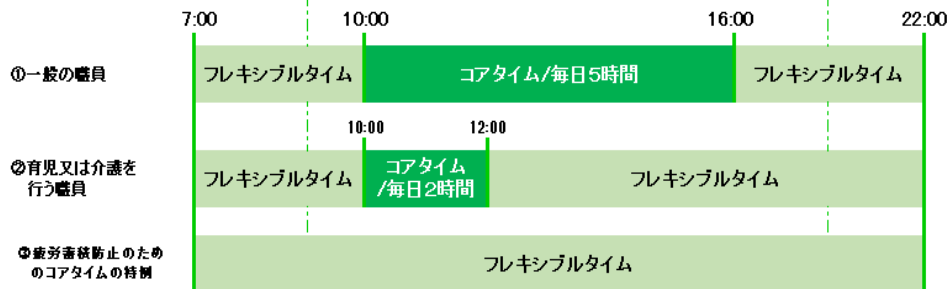 7:00 10:00 16:00 22:00
①一般の職員 フレキシブルタイム コアタイム/毎日5時間 フレキシブルタイム
10:00 12:00
②育児又は介護を
行う職員
フレキシブルタイム
コアタイム
/毎日2時間
フレキシブルタイム
③疲労蓄積防止のため
のコアタイムの特例
フレキシブルタイム